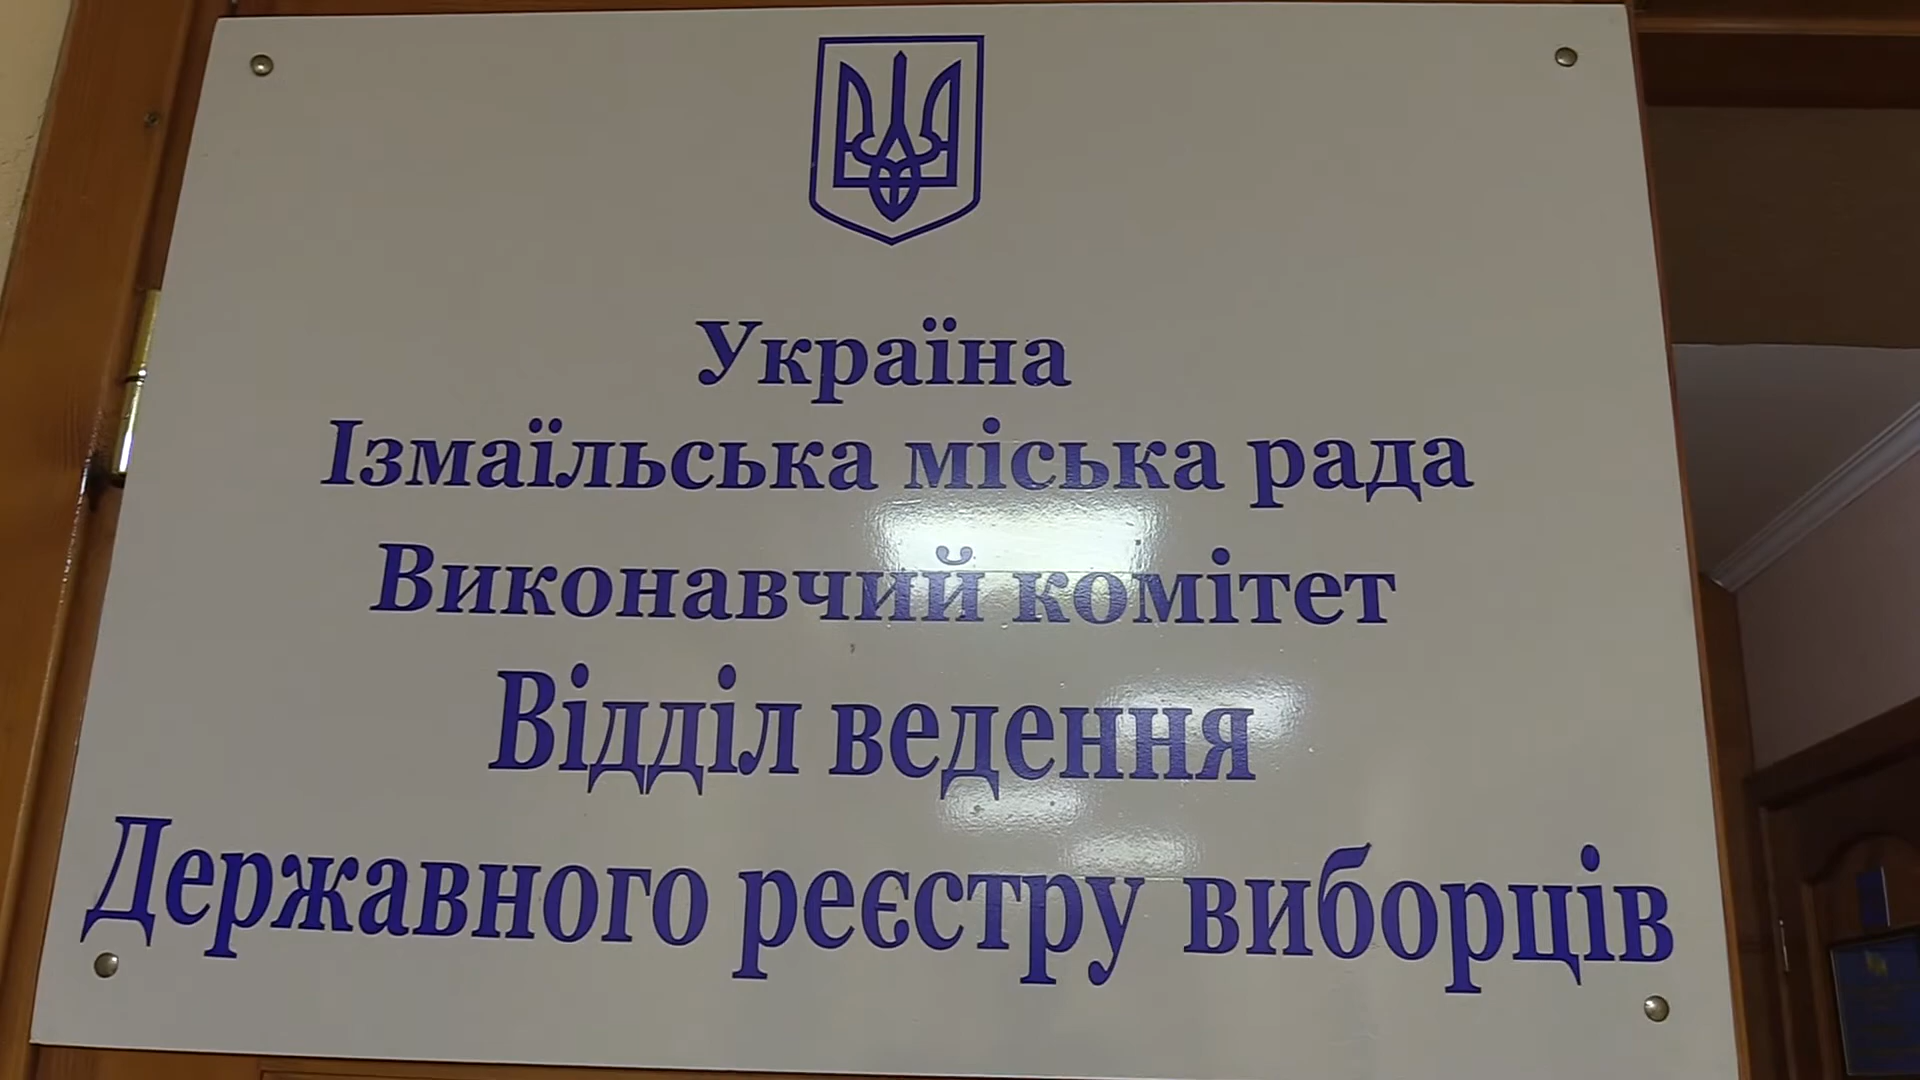 Україна
Ізмаїльська міська рада
Виконавчий комітет
Відділ ведення
Державного реєстру виборців